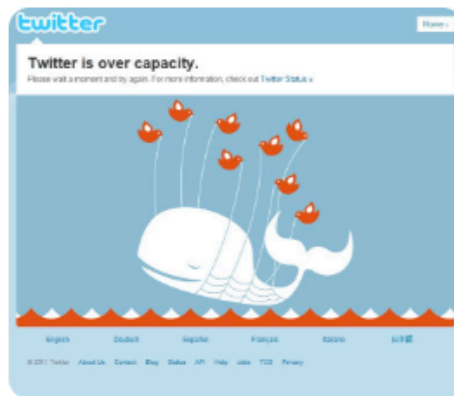 twitter
Home
Twitter is over capacity.
Please wait a moment and try again. For more information, check out Twitter Status »
English Deutsch Español Français Italiano 日本語
© 2011 Twitter About Us Contact Blog Status API Help Jobs TOS Privacy